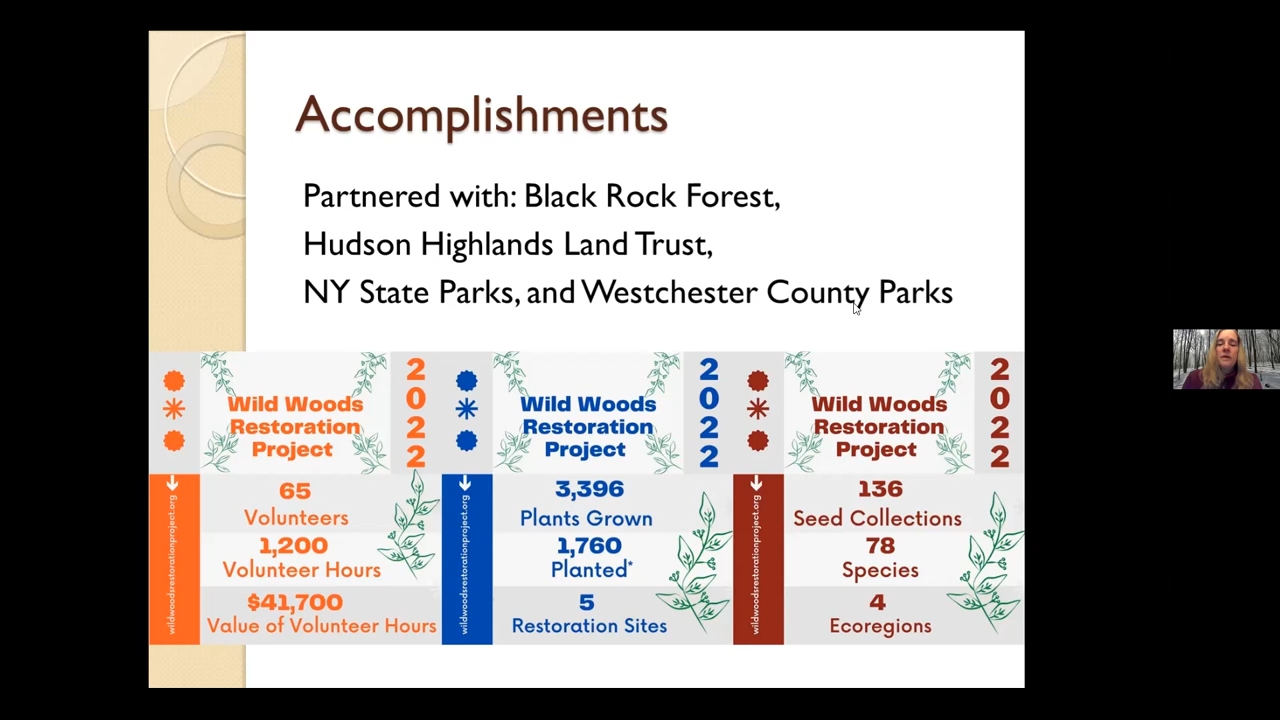 Accomplishments
Partnered with: Black Rock Forest,
Hudson Highlands Land Trust,
NY State Parks, and Westchester County Parks
Wild Woods
Restoration
Project
2022
wildwoodsrestorationproject.org
65
Volunteers
1,200
Volunteer Hours
$41,700
Value of Volunteer Hours
Wild Woods
Restoration
Project
2022
wildwoodsrestorationproject.org
3,396
Plants Grown
1,760
Planted*
5
Restoration Sites
Wild Woods
Restoration
Project
2022
wildwoodsrestorationproject.org
136
Seed Collections
78
Species
4
Ecoregions